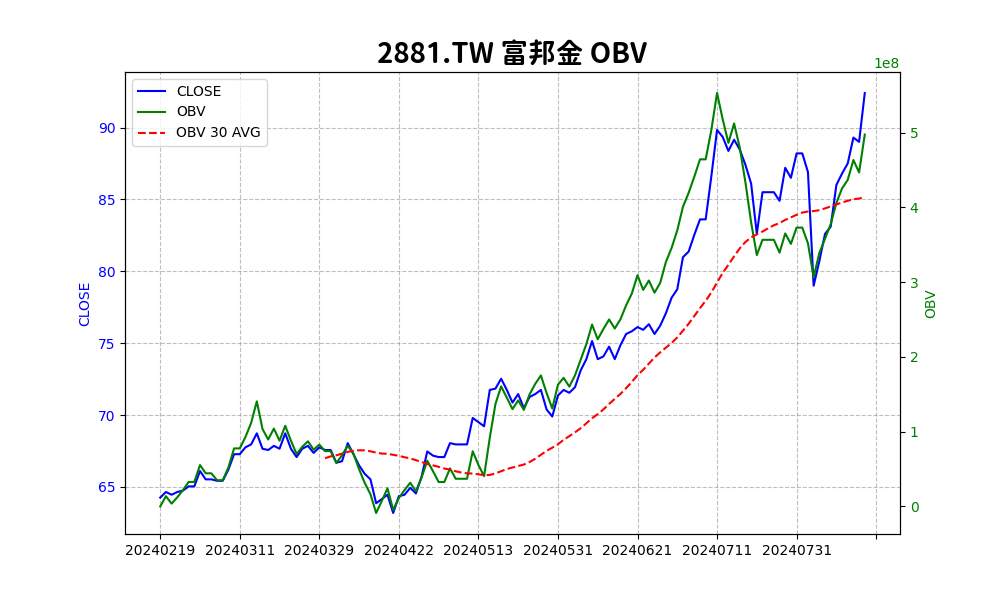 2881.TW 富邦金 OBV
1e8
CLOSE
OBV
OBV 30 AVG
90
85
80
75
70
65
CLOSE
5
4
3
2
1
0
OBV
20240219 20240311 20240329 20240422 20240513 20240531 20240621 20240711 20240731